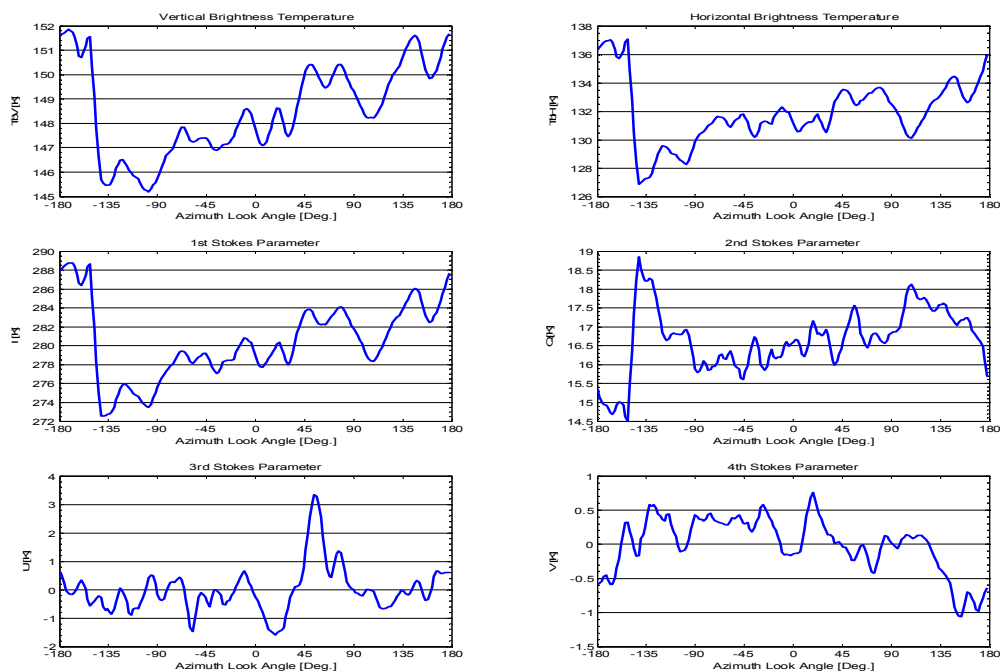 Vertical Brightness Temperature
152
151
150
149
148
147
146
145
TBV[K]
-180 -135 -90 -45 0 45 90 135 180
Azimuth Look Angle [Deg.]
Horizontal Brightness Temperature
138
136
134
132
130
128
126
TBH[K]
-180 -135 -90 -45 0 45 90 135 180
Azimuth Look Angle [Deg.]
1st Stokes Parameter
290
288
286
284
282
280
278
276
274
272
I [K]
-180 -135 -90 -45 0 45 90 135 180
Azimuth Look Angle [Deg.]
2nd Stokes Parameter
19
18.5
18
17.5
17
16.5
16
15.5
15
14.5
Q[K]
-180 -135 -90 -45 0 45 90 135 180
Azimuth Look Angle [Deg.]
3rd Stokes Parameter
4
3
2
1
0
-1
-2
U[K]
-180 -135 -90 -45 0 45 90 135 180
Azimuth Look Angle [Deg.]
4th Stokes Parameter
1
0.5
0
-0.5
-1
-1.5
V[K]
-180 -135 -90 -45 0 45 90 135 180
Azimuth Look Angle [Deg.]